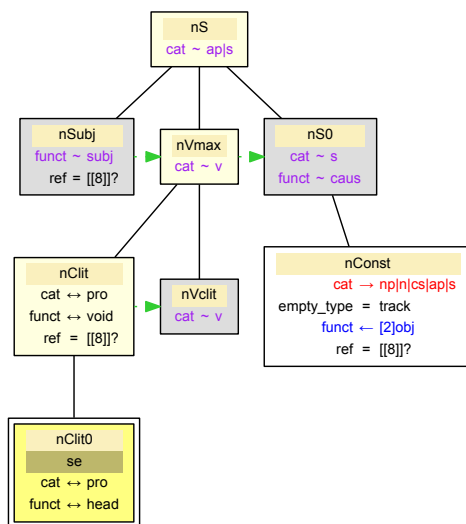 nS
cat ~ ap|s
nSubj
funct ~ subj
ref = [[8]]?
nVmax
cat ~ v
nS0
cat ~ s
funct ~ caus
nClit
cat ↔ pro
funct ↔ void
ref = [[8]]?
nVclit
cat ~ v
nConst
cat → np|n|cs|ap|s
empty_type = track
funct ← [2]obj
ref = [[8]]?
nClit0
se
cat ↔ pro
funct ↔ head